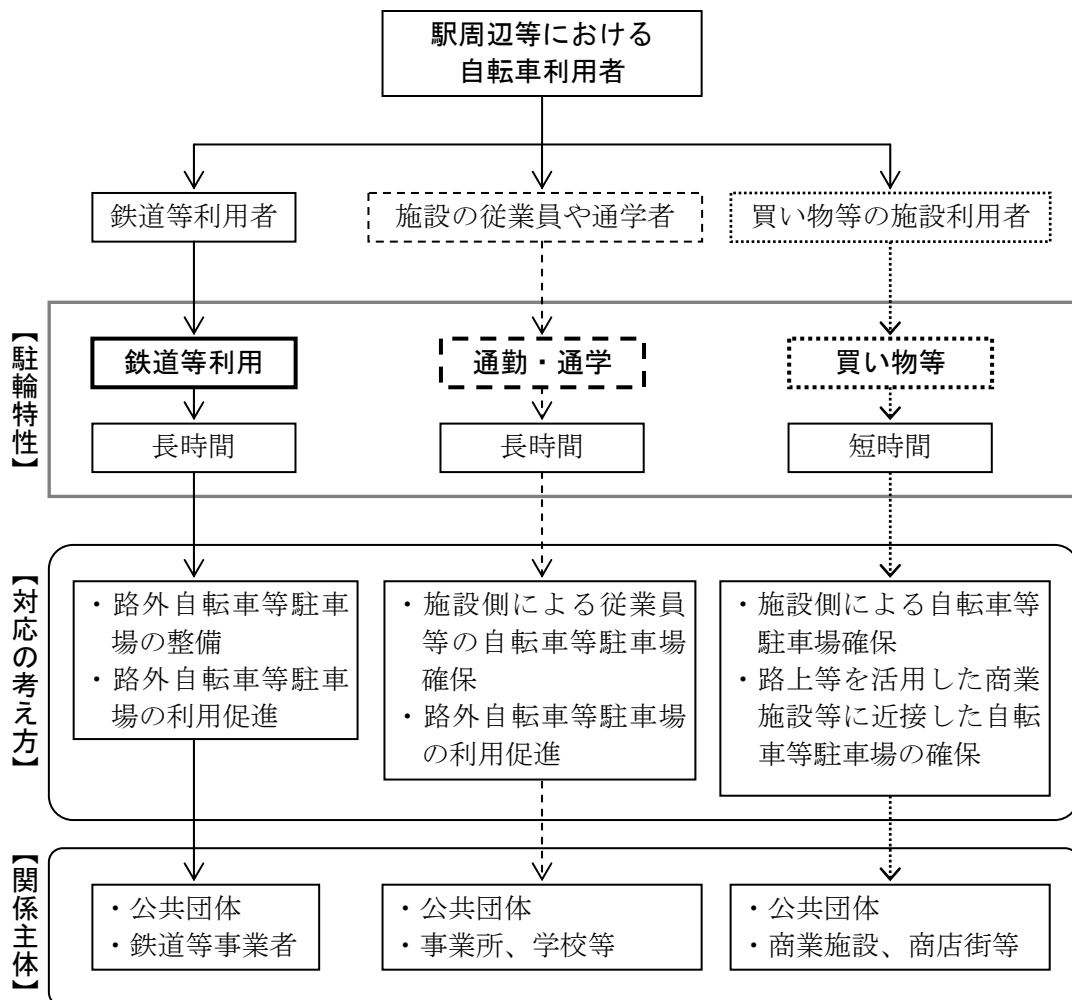 駅周辺等における
自転車利用者
鉄道等利用者
施設の従業員や通学者
買い物等の施設利用者
【駐輪特性】
鉄道等利用
通勤・通学
買い物等
長時間
長時間
短時間
【対応の考え方】
・路外自転車等駐車
場の整備
・路外自転車等駐車
場の利用促進
・施設側による従業員
等の自転車等駐車場
確保
・路外自転車等駐車場
の利用促進
・施設側による自転車等
駐車場確保
・路上等を活用した商業
施設等に近接した自転
車等駐車場の確保
【関係主体】
・公共団体
・鉄道等事業者
・公共団体
・事業所、学校等
・公共団体
・商業施設、商店街等